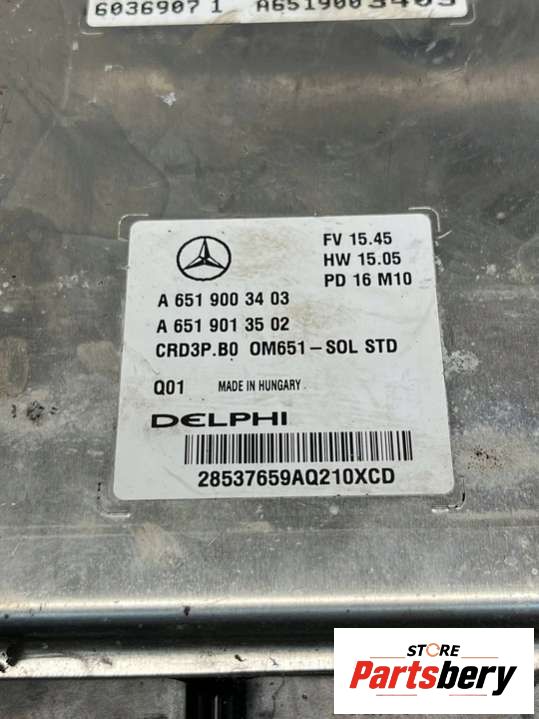 6036907 1 A6519003403
FV 15.45
HW 15.05
PD 16 M10
A 651 900 34 03
A 651 901 35 02
CRD3P.B0 OM651-SOL STD
Q01 MADE IN HUNGARY
DELPHI
28537659AQ210XCD
STORE
Partsbery